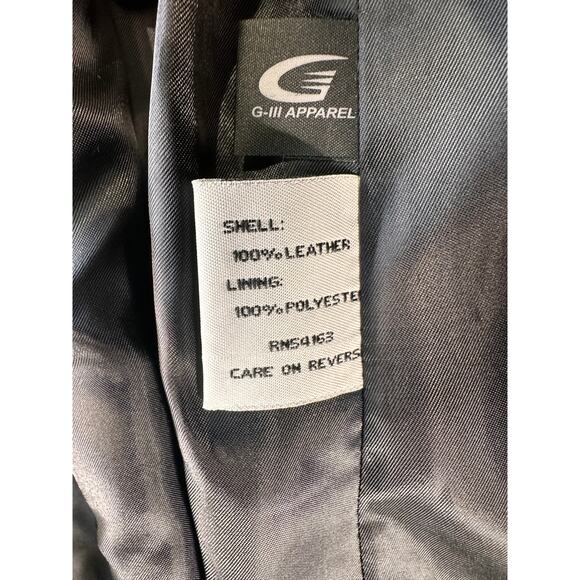 G-III APPAREL
SHELL:
100% LEATHER
LINING:
100% POLYESTE
RN54163
CARE ON REVERS